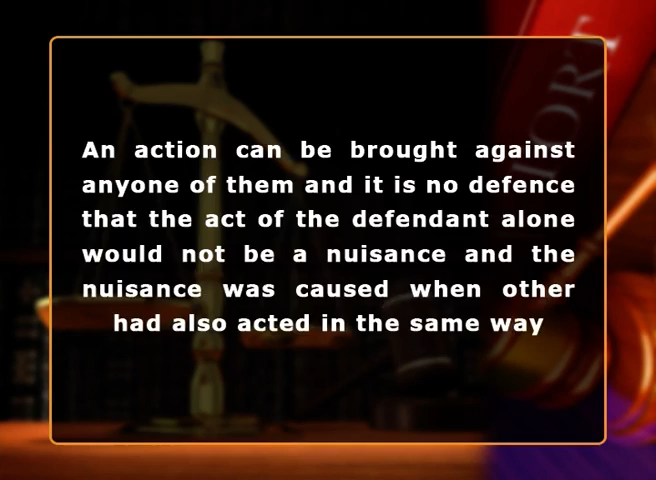 TORT
An action can be brought against
anyone of them and it is no defence
that the act of the defendant alone
would not be a nuisance and the
nuisance was caused when other
had also acted in the same way